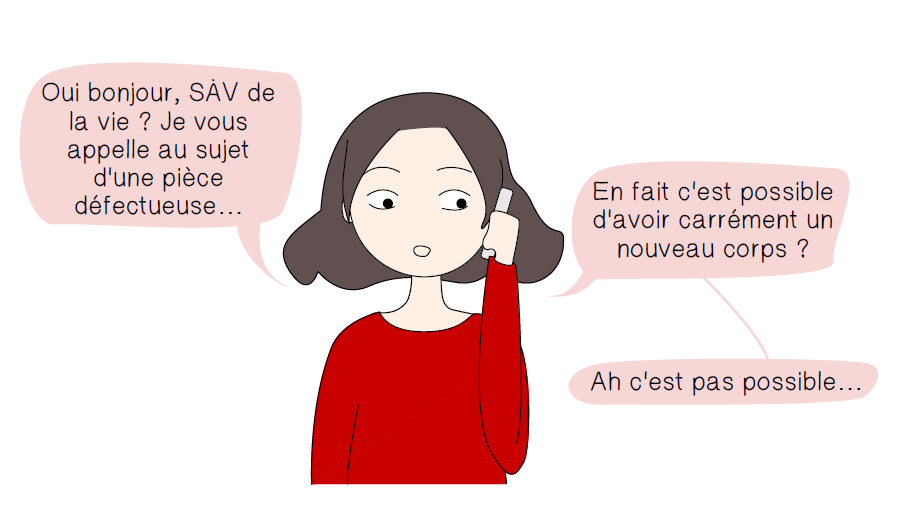 Oui bonjour, SÀV de
la vie ? Je vous
appelle au sujet
d'une pièce
défectueuse...
En fait c'est possible
d'avoir carrément un
nouveau corps ?
Ah c'est pas possible...